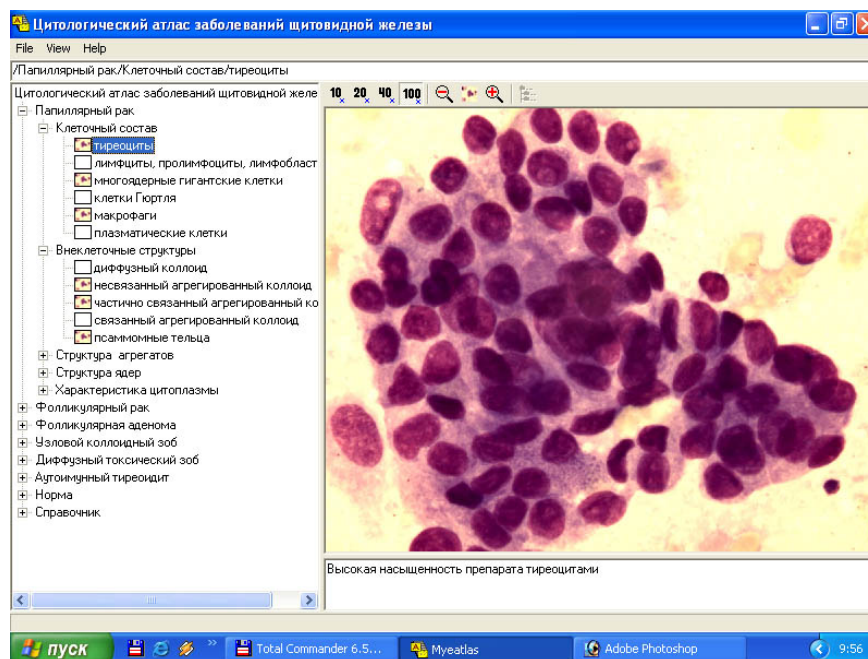 Цитологический атлас заболеваний щитовидной железы
File View Help
/Папиллярный рак/Клеточный состав/тиреоциты
Цитологический атлас заболеваний щитовидной желе
10 20 40 100
Папиллярный рак
Клеточный состав
тиреоциты
лимфциты, пролимфоциты, лимфобласт
многоядерные гигантские клетки
клетки Гюртля
макрофаги
плазматические клетки
Внеклеточные структуры
диффузный коллоид
несвязанный агрегированный коллоид
частично связанный агрегированный ко
связанный агрегированный коллоид
псаммомные тельца
Структура агрегатов
Структура ядер
Характеристика цитоплазмы
Фолликулярный рак
Фолликулярная аденома
Узловой коллоидный зоб
Диффузный токсический зоб
Аутоимунный тиреоидит
Норма
Справочник
Высокая насыщенность препарата тиреоцитами
пуск
Total Commander 6.5...
Myeatlas
Adobe Photoshop
9:56